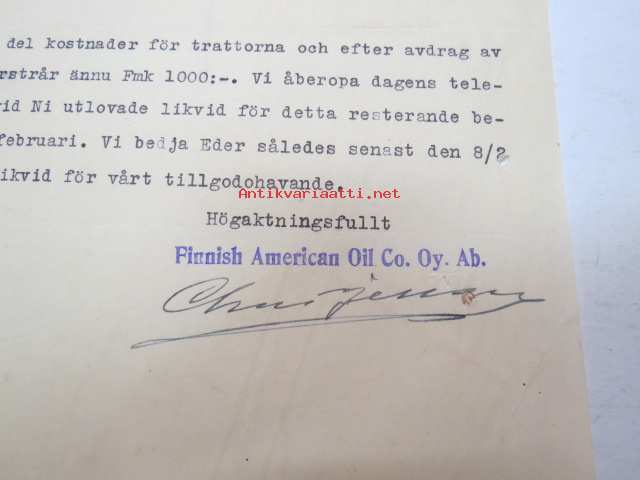 del kostnader för trattorna och efter avdrag av
rstrår ännu Fmk 1000:-. Vi åberopa dagens tele-
id Ni utlovade likvid för detta resterande be-
februari. Vi bedja Eder således senast den 8/2
ikvid för vårt tillgodohavande.
Antikvariaatti.net
Högaktningsfullt
Finnish American Oil Co. Oy. Ab.